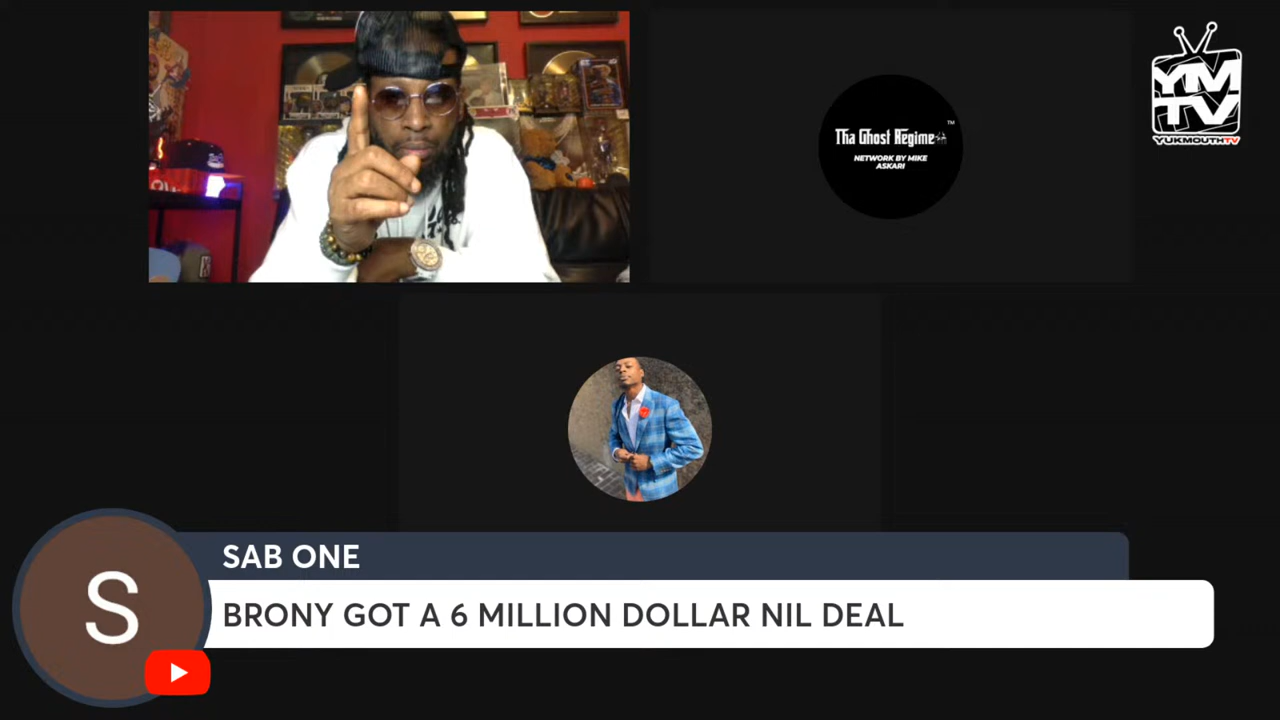 Tha Ghost Regime
TM
NETWORK BY MIKE
ASKARI
YM
TV
YUKMOUTHTV
SAB ONE
S
BRONY GOT A 6 MILLION DOLLAR NIL DEAL